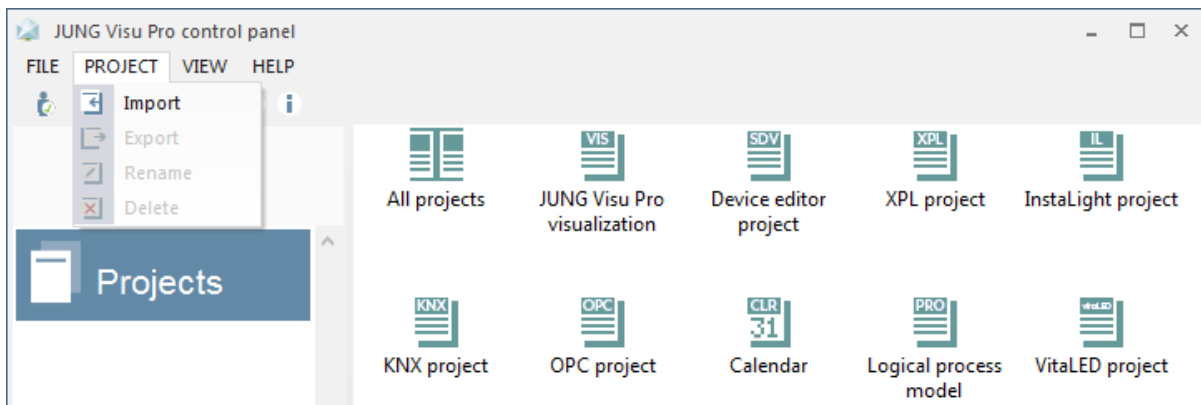 JUNG Visu Pro control panel
FILE PROJECT VIEW HELP
Import
Export
Rename
Delete
Projects
VIS SDV XPL IL
All projects JUNG Visu Pro Device editor XPL project InstaLight project
visualization project
KNX OPC CLR PRO vitaLED
31
KNX project OPC project Calendar Logical process VitaLED project
model